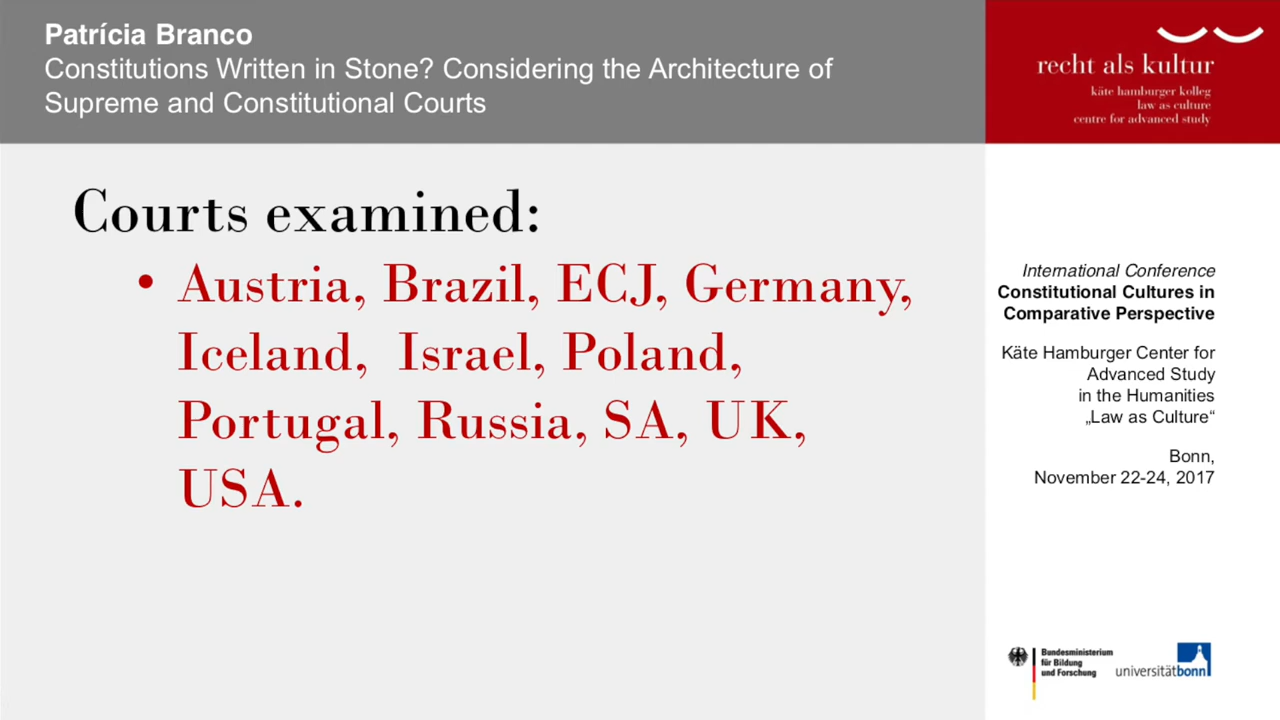 Patrícia Branco
Constitutions Written in Stone? Considering the Architecture of
Supreme and Constitutional Courts
recht als kultur
käte hamburger kolleg
law as culture
centre for advanced study
Courts examined:
• Austria, Brazil, ECJ, Germany,
Iceland, Israel, Poland,
Portugal, Russia, SA, UK,
USA.
International Conference
Constitutional Cultures in
Comparative Perspective
Käte Hamburger Center for
Advanced Study
in the Humanities
„Law as Culture“
Bonn,
November 22-24, 2017
Bundesministerium
für Bildung
und Forschung
universitätbonn